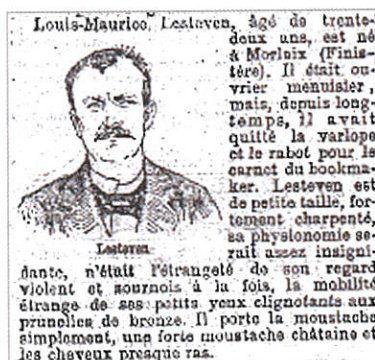 Louis-Maurice Lesteven, âgé de trente-
deux ans, est né
à Morlaix (Finis-
tère). Il était ou-
vrier menuisier,
mais, depuis long-
temps, il avait
quitté la varlope
et le rabot pour le
carnet du bookma-
ker. Lesteven est
de petite taille, for-
tement charpenté,
sa physionomie se-
rait assez insigni-
Lesteven
fiante, n'était l'étrangeté de son regard
violent et sournois à la fois, la mobilité
étrange de ses petits yeux clignotants aux
prunelles de bronze. Il porte la moustache
simplement, une forte moustache châtaine et
les cheveux presque ras.